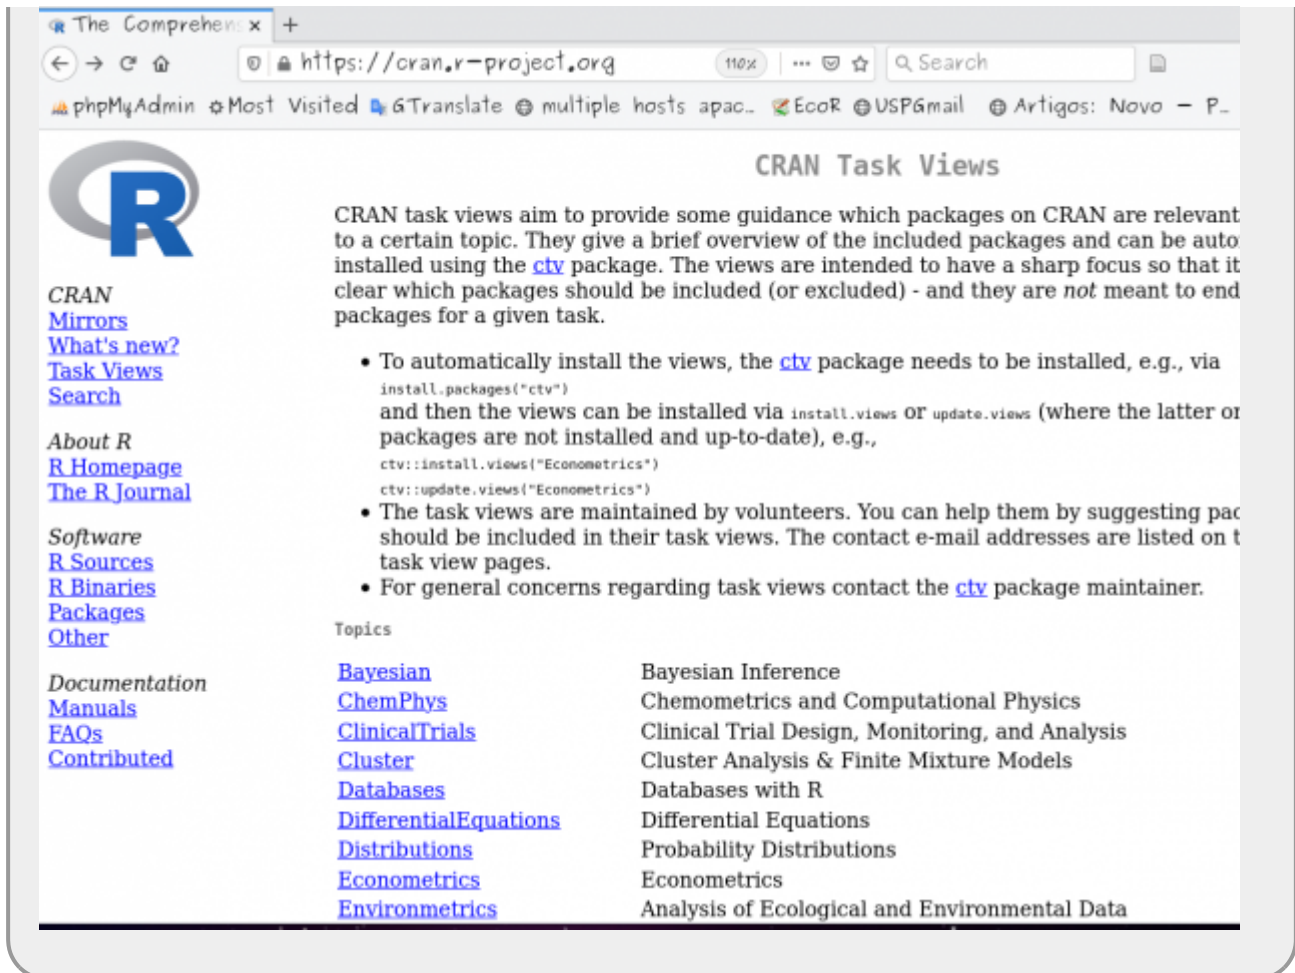 The Comprehens × +
https://cran.r-project.org 110% Search
phpMyAdmin Most Visited GTranslate multiple hosts apac… EcoR USPGmail Artigos: Novo — P…
R
CRAN
Mirrors
What's new?
Task Views
Search
About R
R Homepage
The R Journal
Software
R Sources
R Binaries
Packages
Other
Documentation
Manuals
FAQs
Contributed
CRAN Task Views
CRAN task views aim to provide some guidance which packages on CRAN are relevant
to a certain topic. They give a brief overview of the included packages and can be auto
installed using the ctv package. The views are intended to have a sharp focus so that it
clear which packages should be included (or excluded) - and they are not meant to end
packages for a given task.
• To automatically install the views, the ctv package needs to be installed, e.g., via
install.packages("ctv")
and then the views can be installed via install.views or update.views (where the latter or
packages are not installed and up-to-date), e.g.,
ctv::install.views("Econometrics")
ctv::update.views("Econometrics")
• The task views are maintained by volunteers. You can help them by suggesting pac
should be included in their task views. The contact e-mail addresses are listed on t
task view pages.
• For general concerns regarding task views contact the ctv package maintainer.
Topics
Bayesian Bayesian Inference
ChemPhys Chemometrics and Computational Physics
ClinicalTrials Clinical Trial Design, Monitoring, and Analysis
Cluster Cluster Analysis & Finite Mixture Models
Databases Databases with R
DifferentialEquations Differential Equations
Distributions Probability Distributions
Econometrics Econometrics
Environmetrics Analysis of Ecological and Environmental Data